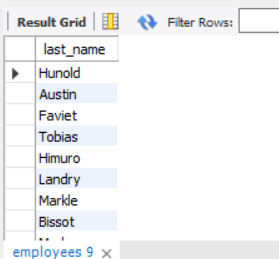 Result Grid Filter Rows:
last_name
Hunold
Austin
Faviet
Tobias
Himuro
Landry
Markle
Bissot
employees 9 ×